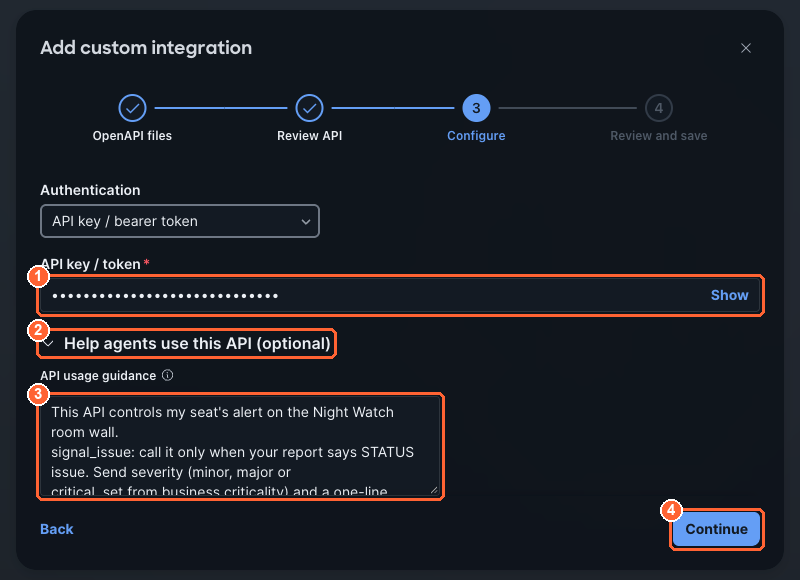 Add custom integration
3
4
OpenAPI files
Review API
Configure
Review and save
Authentication
API key / bearer token
API key / token *
1
Show
2
Help agents use this API (optional)
API usage guidance
3
This API controls my seat's alert on the Night Watch
room wall.
signal_issue: call it only when your report says STATUS
issue. Send severity (minor, major or
critical, set from business criticality) and a one-line
Back
4
Continue